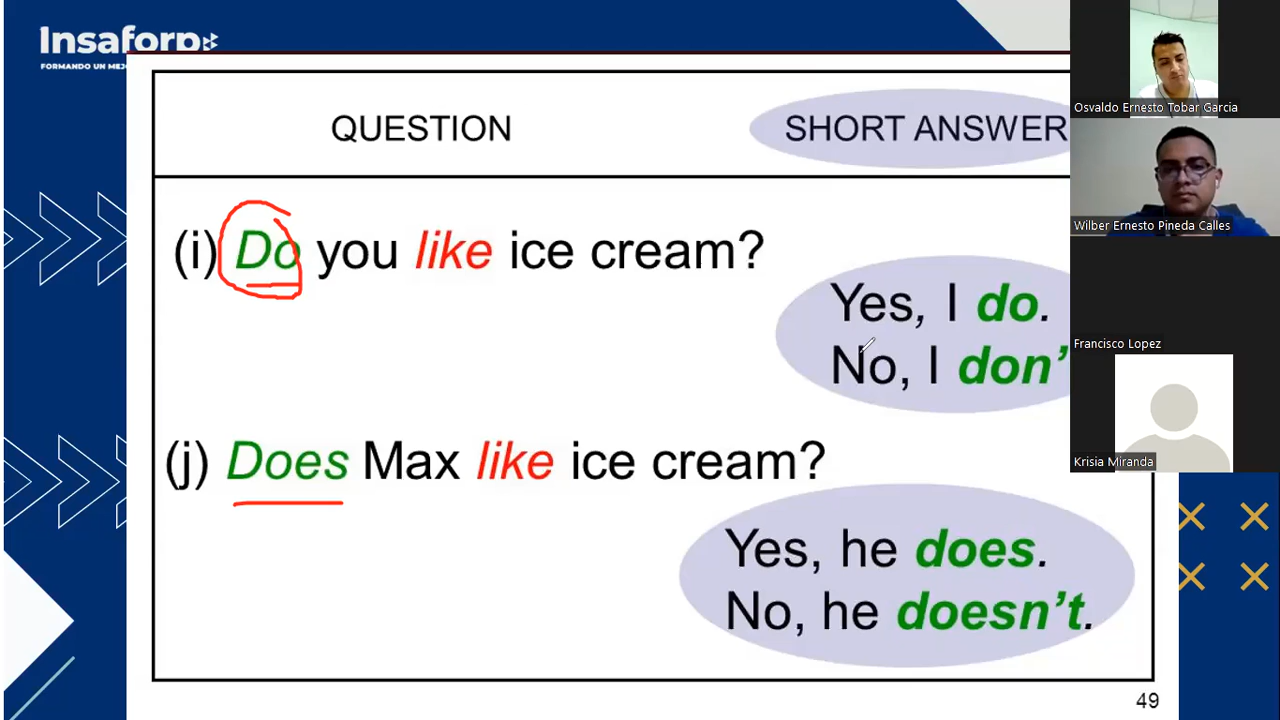 Insaforp
FORMANDO UN MEJO
QUESTION
SHORT ANSWER
(i) Do you like ice cream?
Yes, I do.
No, I don'
(j) Does Max like ice cream?
Yes, he does.
No, he doesn't.
49
Osvaldo Ernesto Tobar Garcia
Wilber Ernesto Pineda Calles
Francisco Lopez
Krisia Miranda